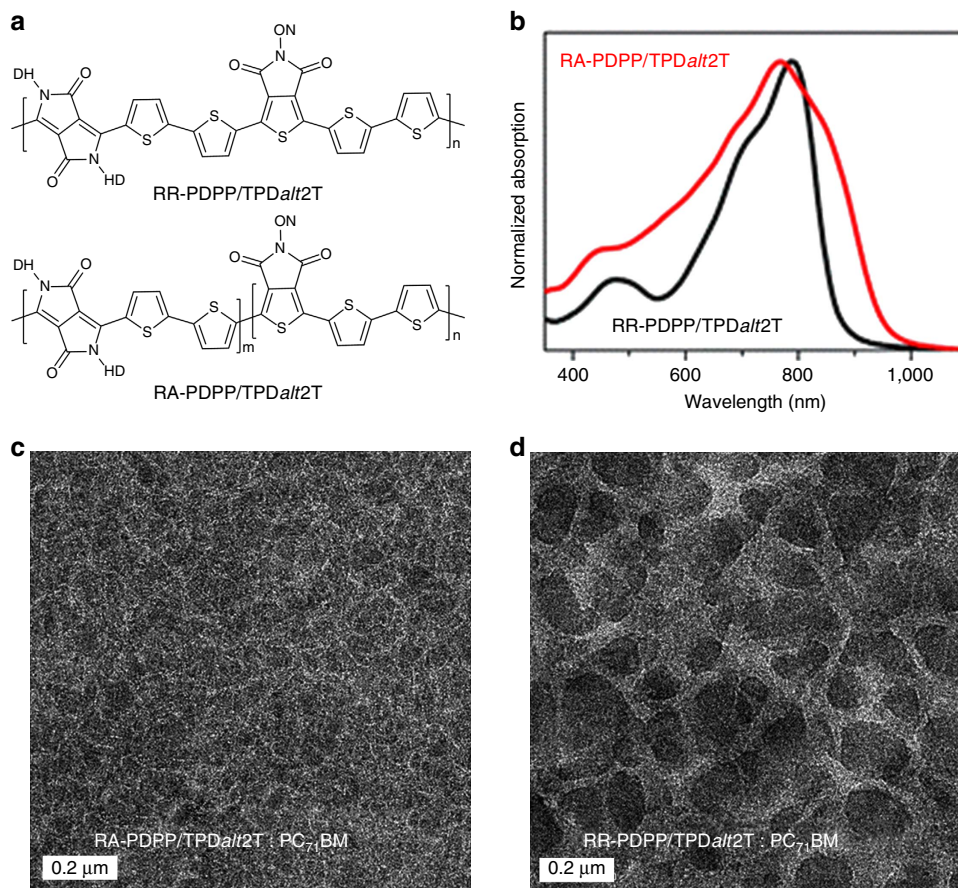 a
ON
N
O
O
DH
N
O
S
S
S
S
S
n
O
N
HD
RR-PDPP/TPDalt2T
ON
N
O
O
DH
N
O
S
S
S
S
S
m
n
O
N
HD
RA-PDPP/TPDalt2T
b
RA-PDPP/TPDalt2T
RR-PDPP/TPDalt2T
Normalized absorption
400
600
800
1,000
Wavelength (nm)
c
RA-PDPP/TPDalt2T : PC71BM
0.2 μm
d
RR-PDPP/TPDalt2T : PC71BM
0.2 μm